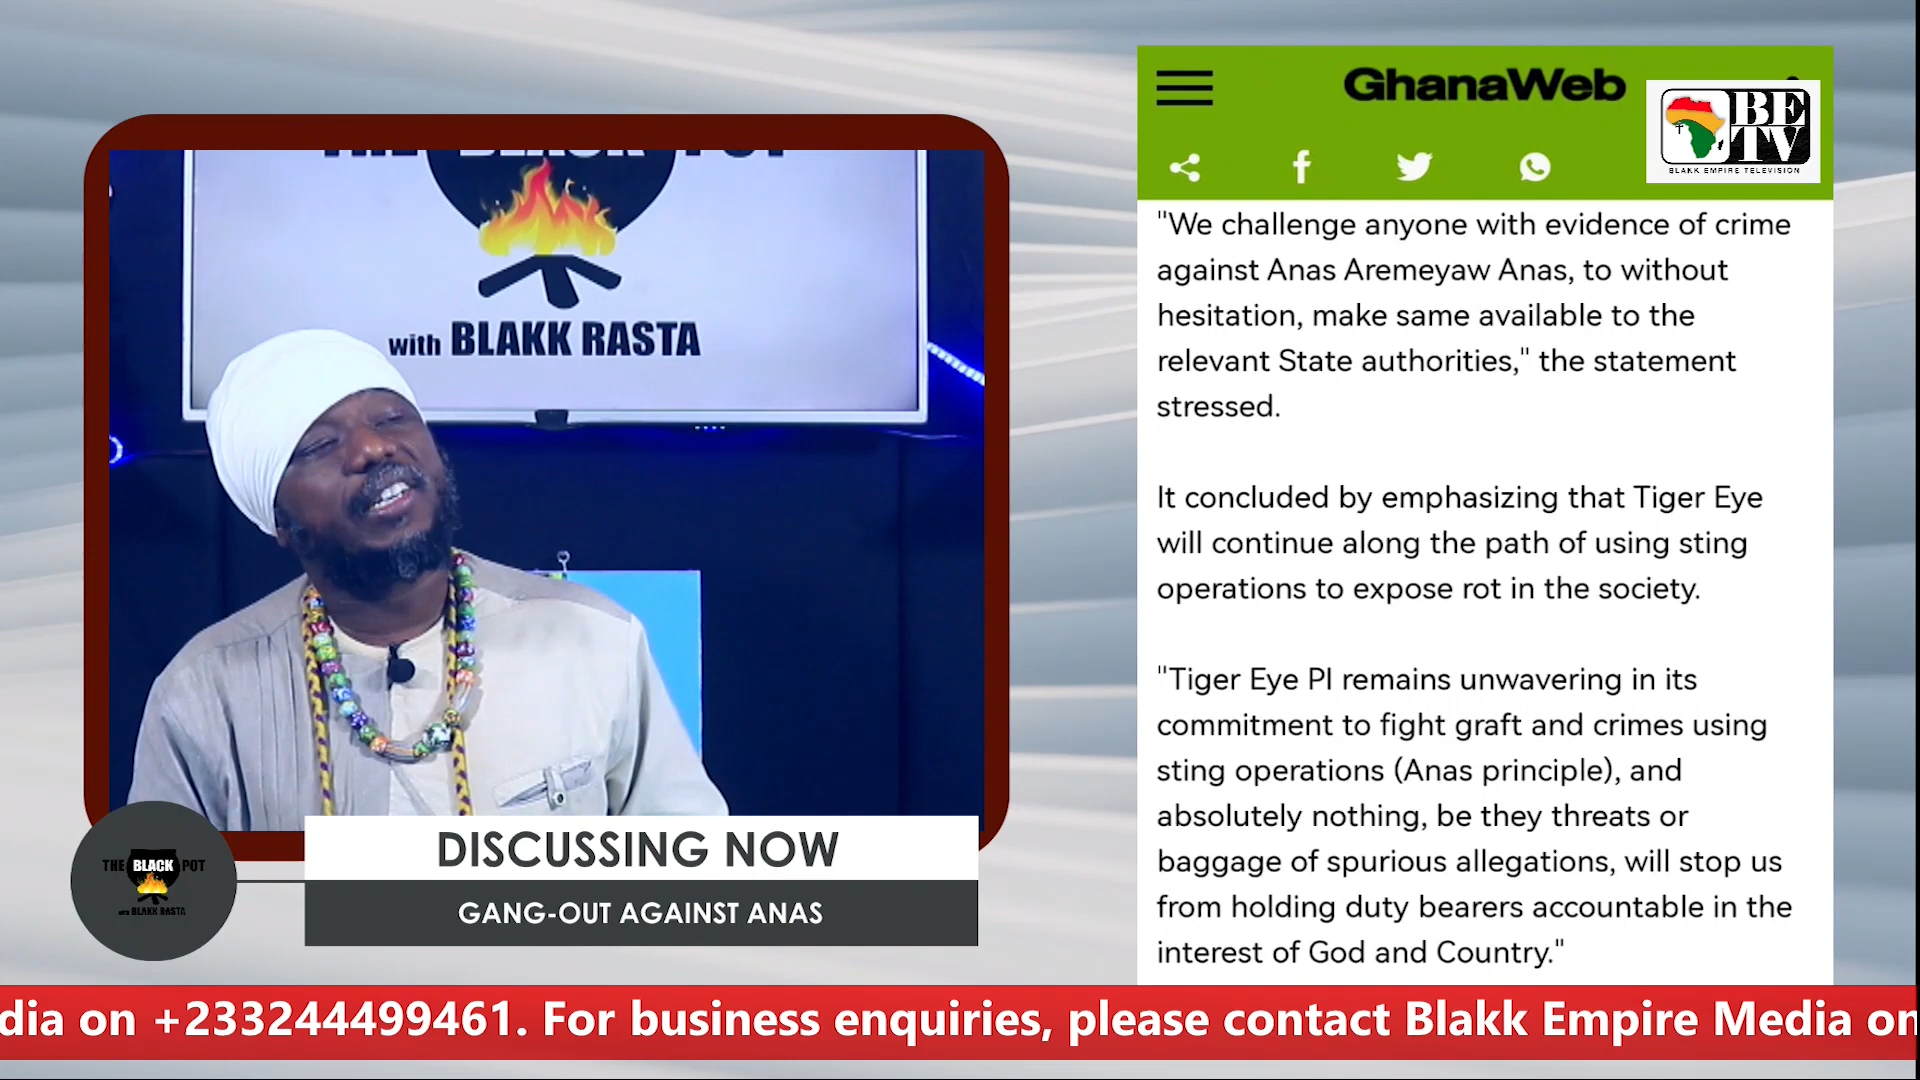 THE BLACK POT
with BLAKK RASTA
THE BLACK POT
with BLAKK RASTA
DISCUSSING NOW
GANG-OUT AGAINST ANAS
GhanaWeb
BE
TV
BLAKK EMPIRE TELEVISION
"We challenge anyone with evidence of crime
against Anas Aremeyaw Anas, to without
hesitation, make same available to the
relevant State authorities," the statement
stressed.
It concluded by emphasizing that Tiger Eye
will continue along the path of using sting
operations to expose rot in the society.
"Tiger Eye PI remains unwavering in its
commitment to fight graft and crimes using
sting operations (Anas principle), and
absolutely nothing, be they threats or
baggage of spurious allegations, will stop us
from holding duty bearers accountable in the
interest of God and Country."
dia on +233244499461. For business enquiries, please contact Blakk Empire Media on